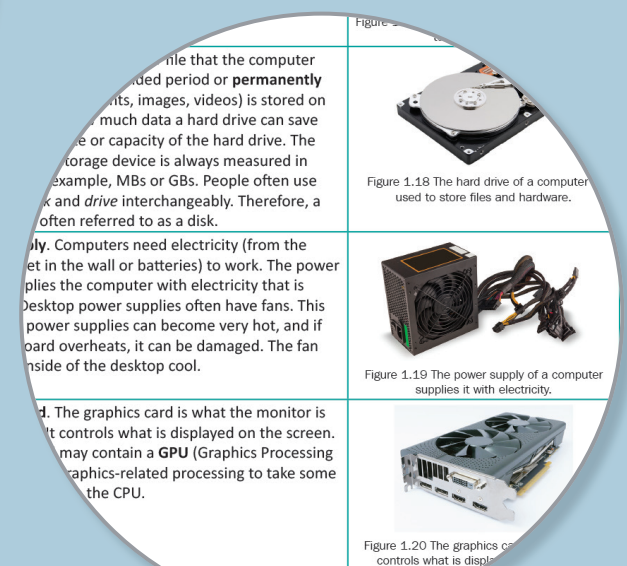 Figure
file that the computer
ded period or permanently
nts, images, videos) is stored on
much data a hard drive can save
e or capacity of the hard drive. The
torage device is always measured in
example, MBs or GBs. People often use
k and drive interchangeably. Therefore, a
often referred to as a disk.
Figure 1.18 The hard drive of a computer
used to store files and hardware.
ly. Computers need electricity (from the
et in the wall or batteries) to work. The power
plies the computer with electricity that is
Desktop power supplies often have fans. This
power supplies can become very hot, and if
oard overheats, it can be damaged. The fan
nside of the desktop cool.
Figure 1.19 The power supply of a computer
supplies it with electricity.
d. The graphics card is what the monitor is
It controls what is displayed on the screen.
may contain a GPU (Graphics Processing
raphics-related processing to take some
the CPU.
Figure 1.20 The graphics ca
controls what is displa